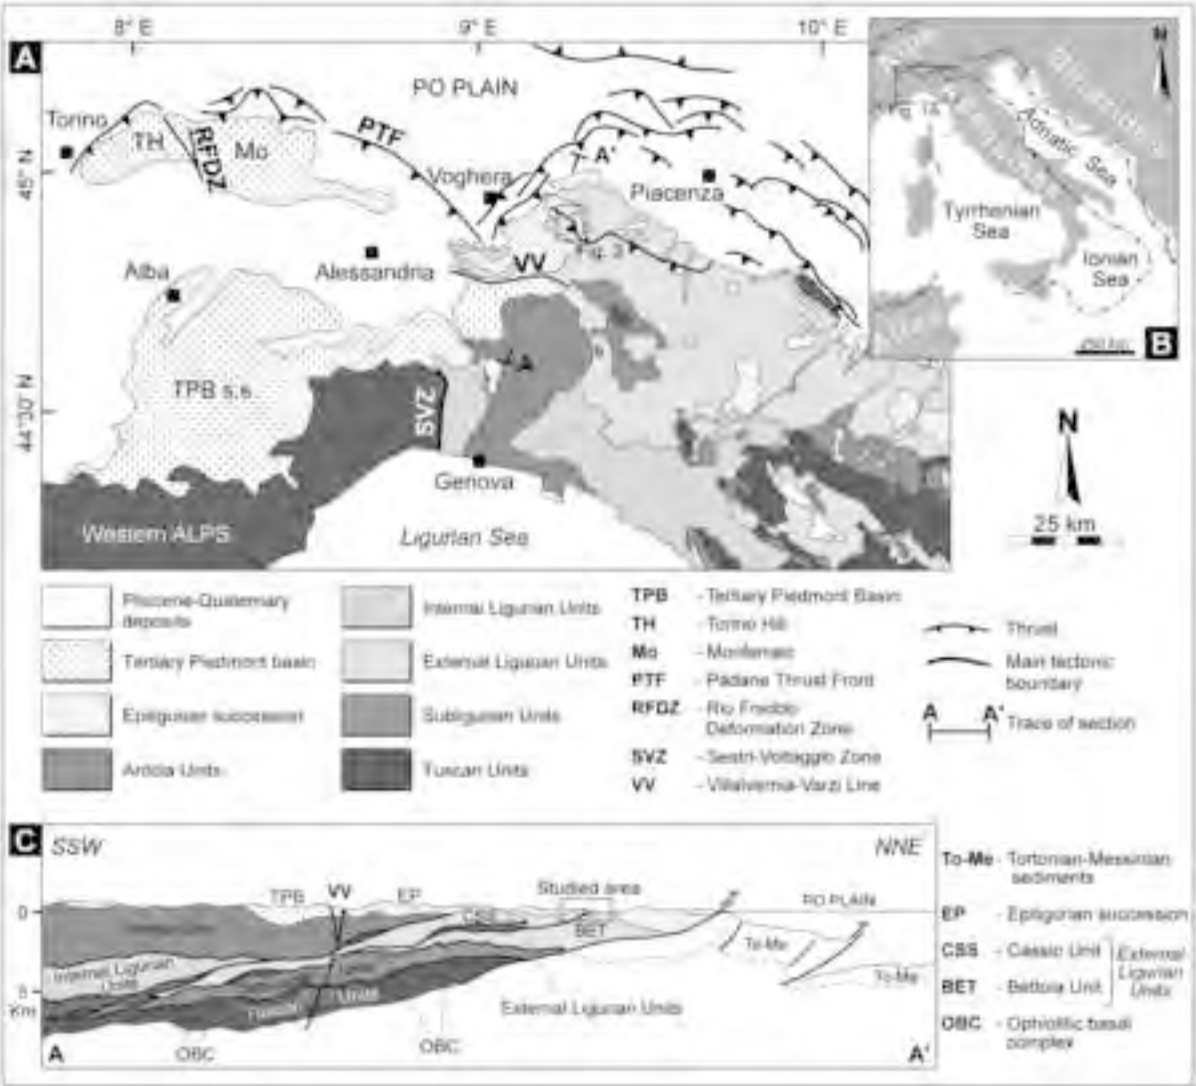 8° E
9° E
10° E
A
PO PLAIN
N
Torino
TH
RFDZ
Mo
PTF
Adriatic Sea
A'
45° N
Voghera
Piacenza
Tyrrhenian
Sea
Ionian
Sea
Alba
Alessandria
VV
Fig. 3
B
A
TPB s.s.
SVZ
44°30' N
N
Genova
Western ALPS
Ligurian Sea
25 km
Pliocene-Quaternary
deposits
Tertiary Piedmont basin
Epiligurian succession
Antola Units
Internal Ligurian Units
External Ligurian Units
Subligurian Units
Tuscan Units
TPB - Tertiary Piedmont Basin
TH - Torino Hill
Mo - Monferrato
PTF - Padane Thrust Front
RFDZ - Rio Freddo
Deformation Zone
SVZ - Sestri-Voltaggio Zone
VV - Villalvernia-Varzi Line
Thrust
Main tectonic
boundary
A A' Trace of section
C
SSW
NNE
TPB
VV
EP
Studied area
PO PLAIN
0
CSS
BET
To-Me
To-Me
Internal Ligurian
Units
5
Km
Tuscan Units
External Ligurian Units
A
OBC
OBC
A'
To-Me - Tortonian-Messinian
sediments
EP - Epiligurian succession
CSS - Cassio Unit
BET - Bettola Unit
External
Ligurian
Units
OBC - Ophiolitic basal
complex